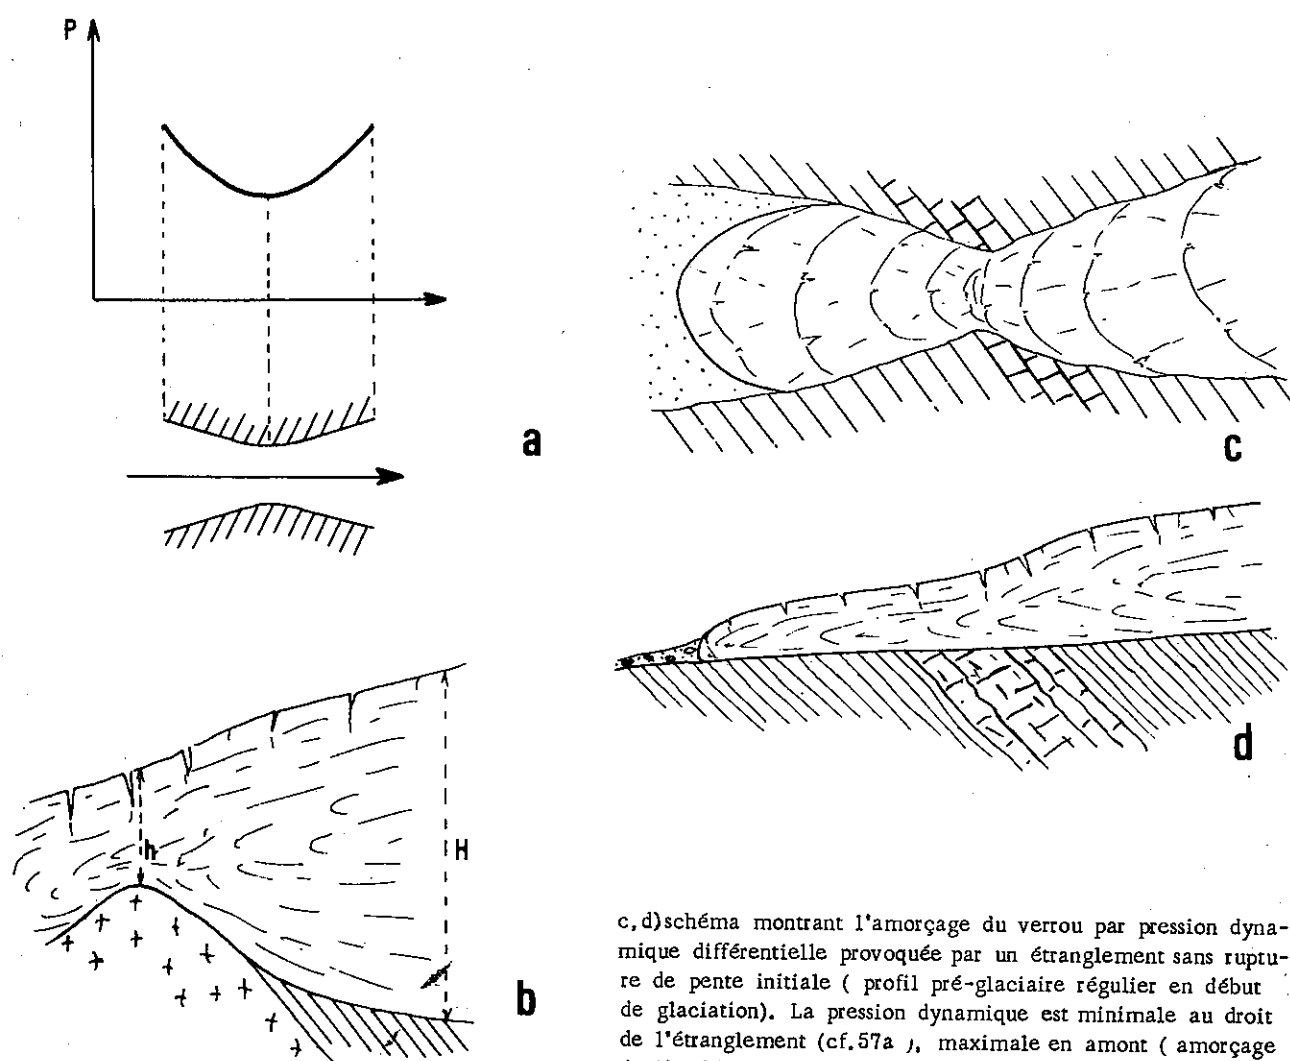 P
a
c
h
H
b
d
c, d)schéma montrant l'amorçage du verrou par pression dyna-
mique différentielle provoquée par un étranglement sans ruptu-
re de pente initiale ( profil pré-glaciaire régulier en début
de glaciation). La pression dynamique est minimale au droit
de l'étranglement (cf. 57a ), maximale en amont ( amorçage